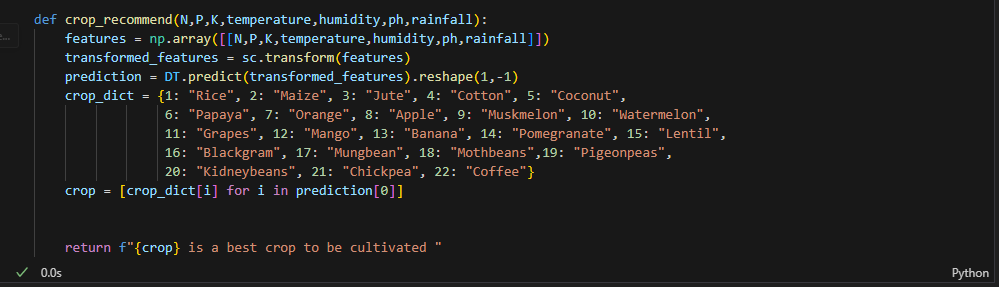 def crop_recommend(N,P,K,temperature,humidity,ph,rainfall):
e...
    features = np.array([[N,P,K,temperature,humidity,ph,rainfall]])
    transformed_features = sc.transform(features)
    prediction = DT.predict(transformed_features).reshape(1,-1)
    crop_dict = {1: "Rice", 2: "Maize", 3: "Jute", 4: "Cotton", 5: "Coconut",
                 6: "Papaya", 7: "Orange", 8: "Apple", 9: "Muskmelon", 10: "Watermelon",
                 11: "Grapes", 12: "Mango", 13: "Banana", 14: "Pomegranate", 15: "Lentil",
                 16: "Blackgram", 17: "Mungbean", 18: "Mothbeans",19: "Pigeonpeas",
                 20: "Kidneybeans", 21: "Chickpea", 22: "Coffee"}
    crop = [crop_dict[i] for i in prediction[0]]
    return f"{crop} is a best crop to be cultivated "
0.0s
Python